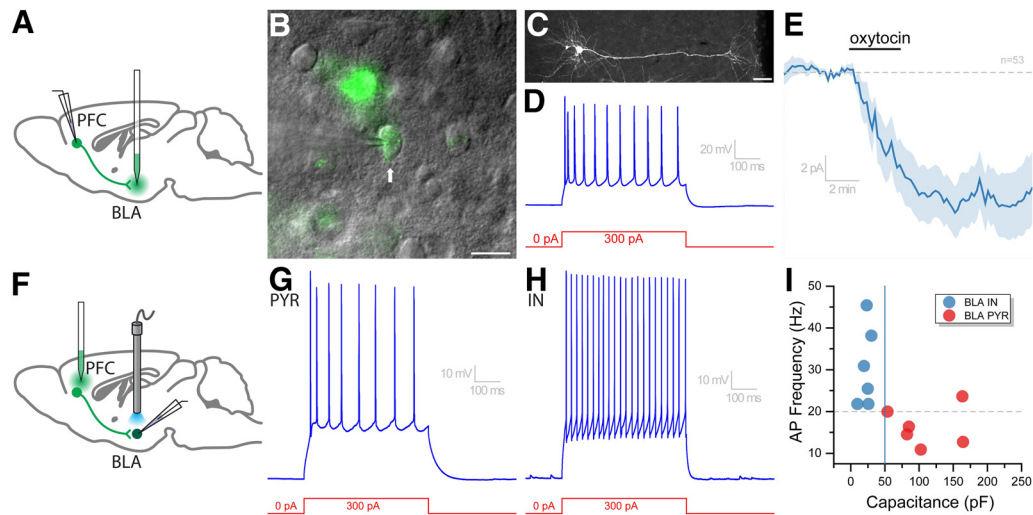 A
PFC
BLA
B
C
D
20 mV
100 ms
0 pA
300 pA
E
oxytocin
n=53
2 pA
2 min
F
PFC
BLA
G
PYR
10 mV
100 ms
0 pA
300 pA
H
IN
10 mV
100 ms
0 pA
300 pA
I
BLA IN
BLA PYR
AP Frequency (Hz)
50
40
30
20
10
0 50 100 150 200 250
Capacitance (pF)